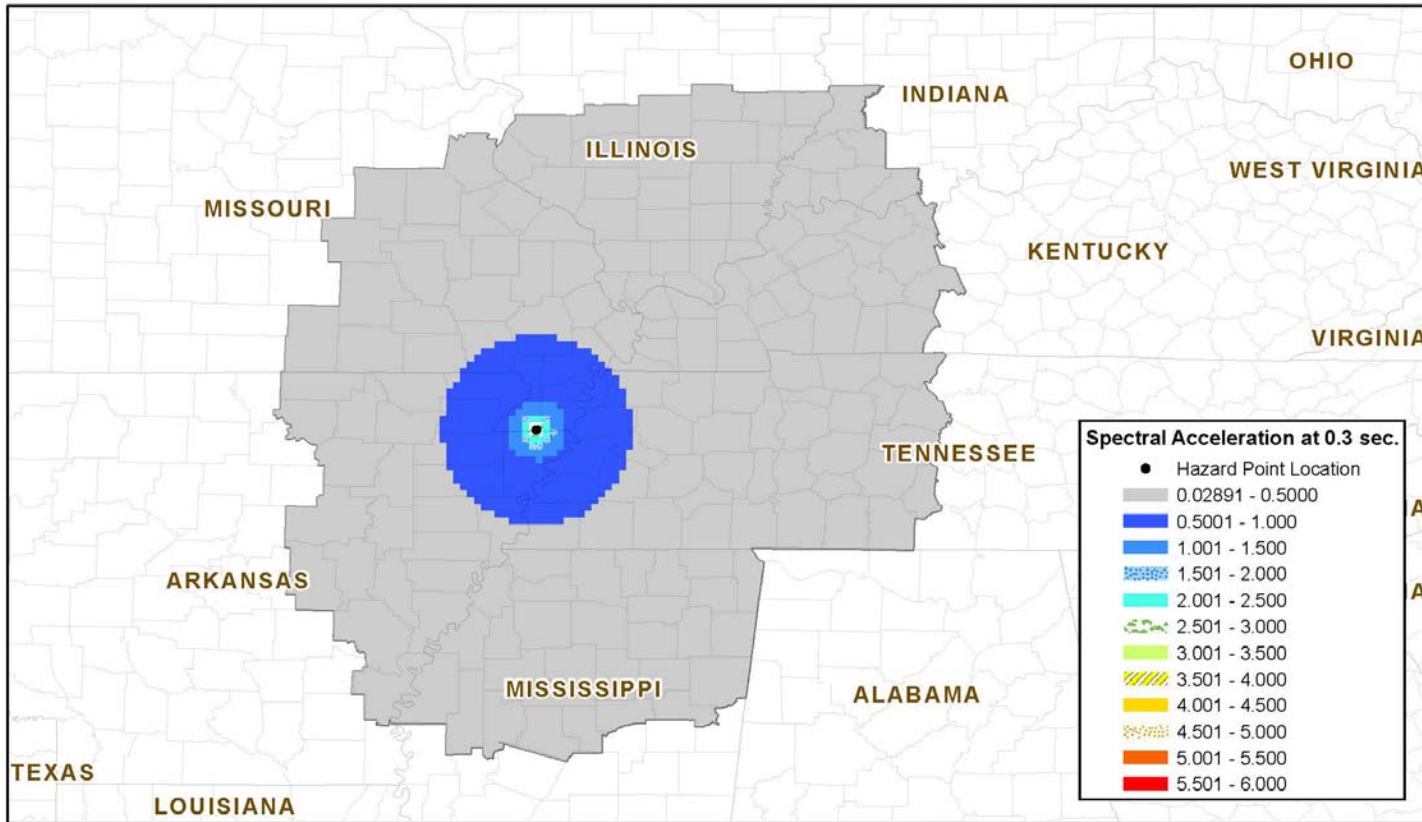 OHIO
INDIANA
ILLINOIS
WEST VIRGINIA
MISSOURI
KENTUCKY
VIRGINIA
TENNESSEE
ARKANSAS
MISSISSIPPI
ALABAMA
TEXAS
LOUISIANA
A
A
Spectral Acceleration at 0.3 sec.
Hazard Point Location
0.02891 - 0.5000
0.5001 - 1.000
1.001 - 1.500
1.501 - 2.000
2.001 - 2.500
2.501 - 3.000
3.001 - 3.500
3.501 - 4.000
4.001 - 4.500
4.501 - 5.000
5.001 - 5.500
5.501 - 6.000